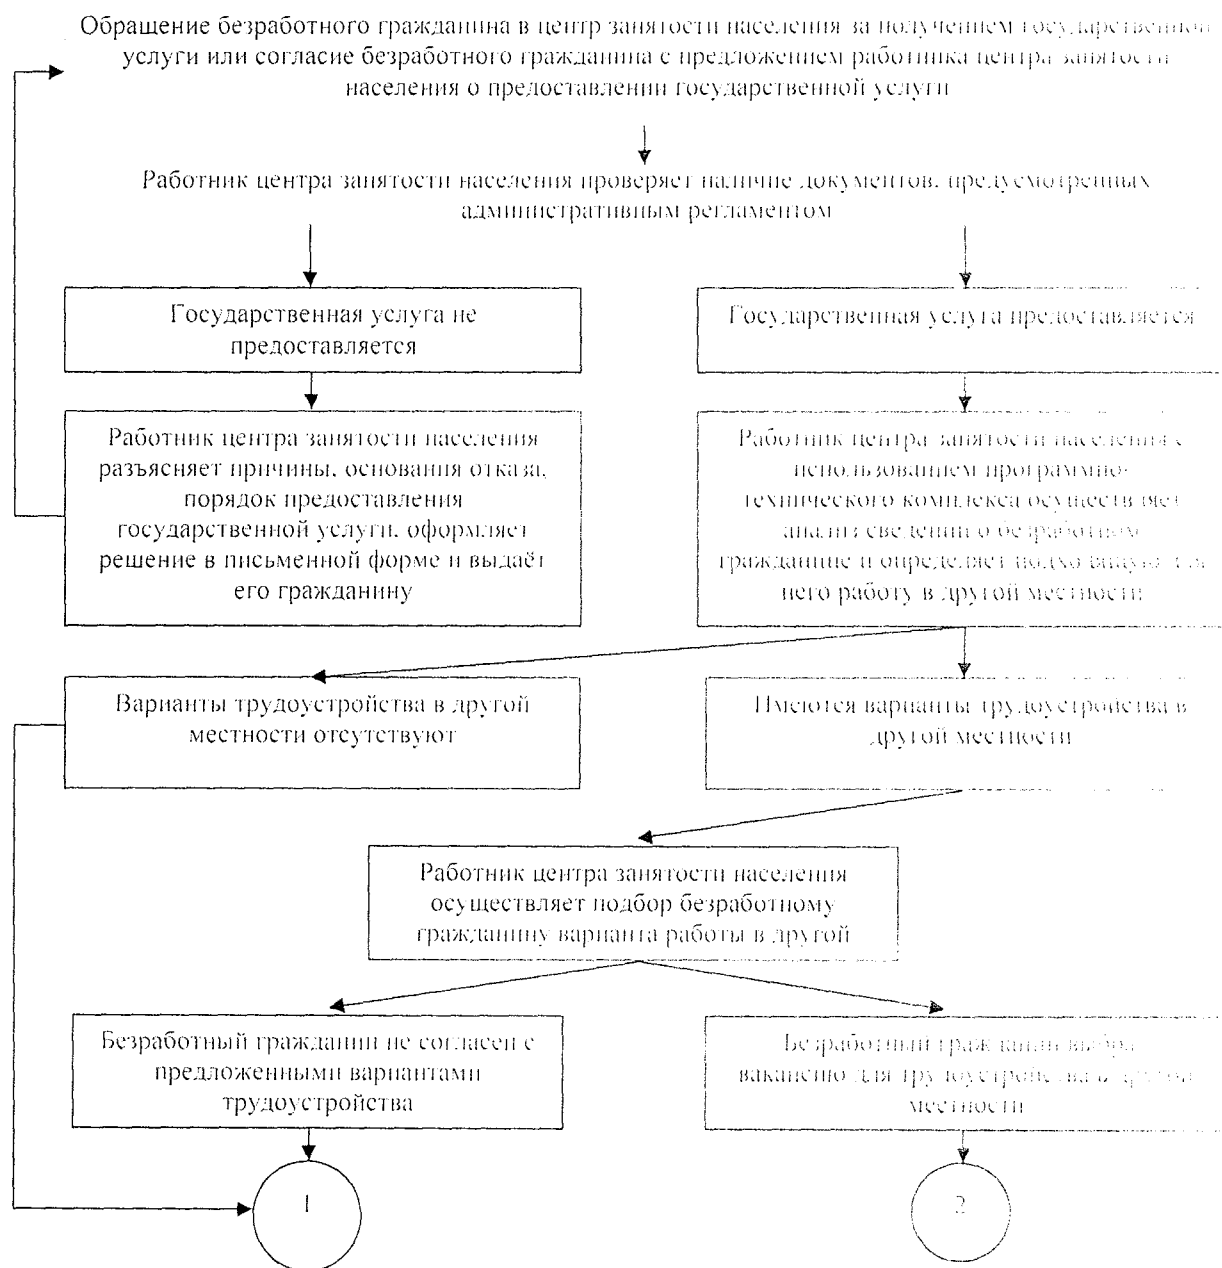 Обращение безработного гражданина в центр занятости населения за получением государственной
услуги или согласие безработного гражданина с предложением работника центра занятости
населения о предоставлении государственной услуги
Работник центра занятости населения проверяет наличие документов, предусмотренных
административным регламентом
Государственная услуга не
предоставляется
Государственная услуга предоставляется
Работник центра занятости населения
разъясняет причины, основания отказа,
порядок предоставления
государственной услуги, оформляет
решение в письменной форме и выдаёт
его гражданину
Работник центра занятости населения с
использованием программно-
технического комплекса осуществляет
анализ сведений о безработном
гражданине и определяет подходящую для
него работу в другой местности
Варианты трудоустройства в другой
местности отсутствуют
Имеются варианты трудоустройства в
другой местности
Работник центра занятости населения
осуществляет подбор безработному
гражданину варианта работы в другой
Безработный гражданин не согласен с
предложенными вариантами
трудоустройства
Безработный гражданин выбрал
вакансию для трудоустройства в другой
местности
1
2